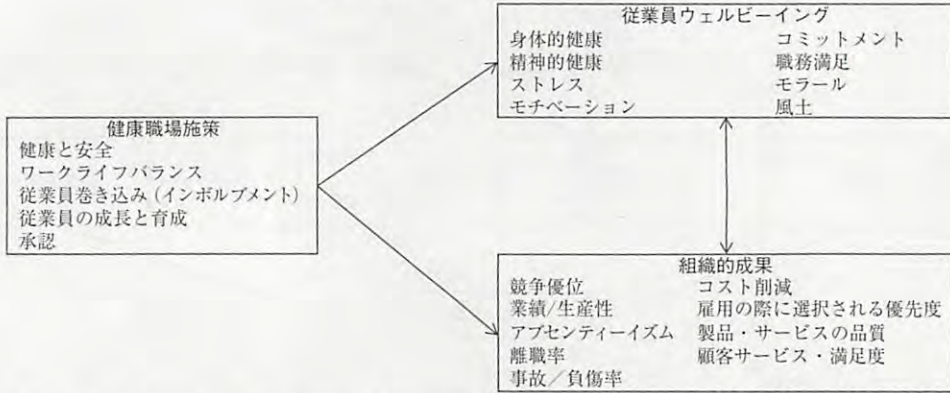 従業員ウェルビーイング
身体的健康 コミットメント
精神的健康 職務満足
ストレス モラール
モチベーション 風土
健康職場施策
健康と安全
ワークライフバランス
従業員巻き込み(インボルブメント)
従業員の成長と育成
承認
組織的成果
競争優位 コスト削減
業績/生産性 雇用の際に選択される優先度
アブセンティーイズム 製品・サービスの品質
離職率 顧客サービス・満足度
事故/負傷率